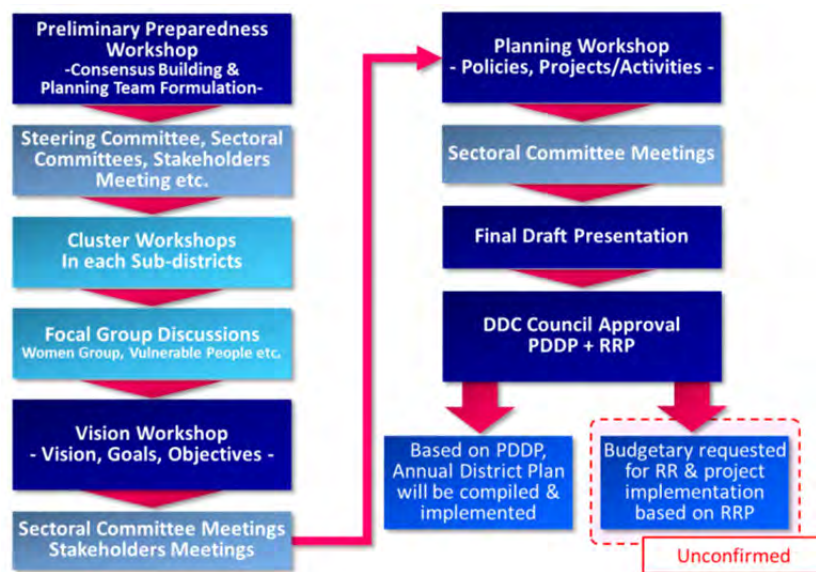 Preliminary Preparedness
Workshop
-Consensus Building &
Planning Team Formulation-
Steering Committee, Sectoral
Committees, Stakeholders
Meeting etc.
Cluster Workshops
In each Sub-districts
Focal Group Discussions
Women Group, Vulnerable People etc.
Vision Workshop
- Vision, Goals, Objectives -
Sectoral Committee Meetings
Stakeholders Meetings
Planning Workshop
- Policies, Projects/Activities -
Sectoral Committee Meetings
Final Draft Presentation
DDC Council Approval
PDDP + RRP
Based on PDDP,
Annual District Plan
will be compiled &
implemented
Budgetary requested
for RR & project
implementation
based on RRP
Unconfirmed